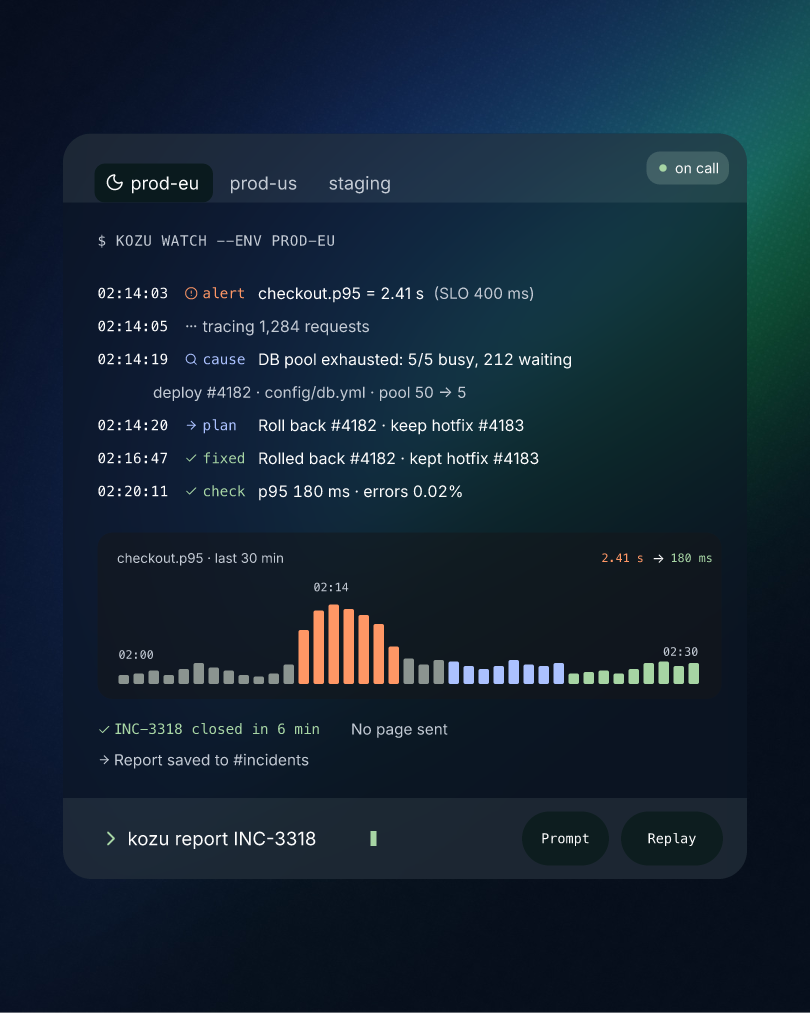 prod-eu prod-us staging on call
$ KOZU WATCH --ENV PROD-EU
02:14:03 alert checkout.p95 = 2.41 s (SLO 400 ms)
02:14:05 ··· tracing 1,284 requests
02:14:19 cause DB pool exhausted: 5/5 busy, 212 waiting
deploy #4182 · config/db.yml · pool 50 → 5
02:14:20 → plan Roll back #4182 · keep hotfix #4183
02:16:47 ✓ fixed Rolled back #4182 · kept hotfix #4183
02:20:11 ✓ check p95 180 ms · errors 0.02%
checkout.p95 · last 30 min 2.41 s → 180 ms
02:14
02:00 02:30
✓ INC-3318 closed in 6 min No page sent
→ Report saved to #incidents
> kozu report INC-3318 Prompt Replay